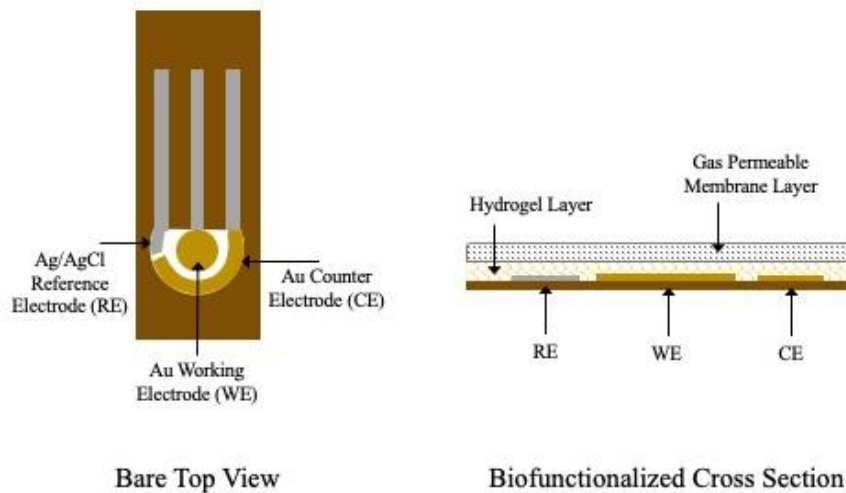 Ag/AgCl
Reference
Electrode (RE)
Au Counter
Electrode (CE)
Au Working
Electrode (WE)
Bare Top View
Gas Permeable
Membrane Layer
Hydrogel Layer
RE
WE
CE
Biofunctionalized Cross Section